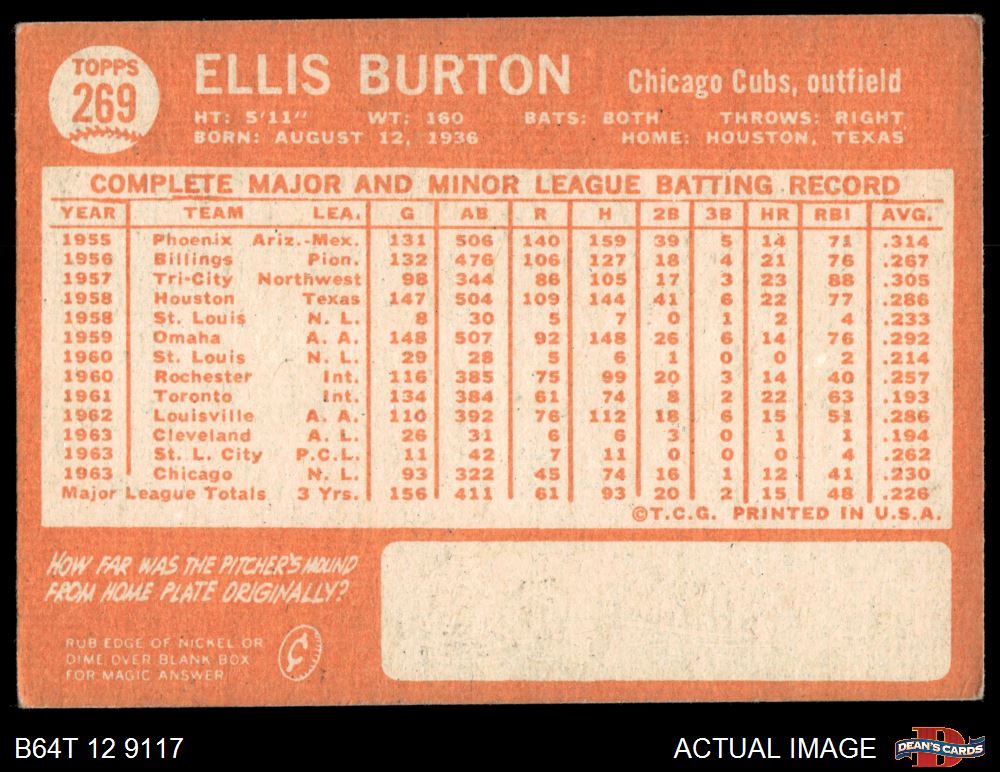 TOPPS
269
ELLIS BURTON
Chicago Cubs, outfield
HT: 5'11" WT: 160 BATS: BOTH THROWS: RIGHT
BORN: AUGUST 12, 1936 HOME: HOUSTON, TEXAS
COMPLETE MAJOR AND MINOR LEAGUE BATTING RECORD
YEAR TEAM LEA. G AB R H 2B 3B HR RBI AVG.
1955 Phoenix Ariz.-Mex. 131 506 140 159 39 5 14 71 .314
1956 Billings Pion. 132 476 106 127 18 4 21 76 .267
1957 Tri-City Northwest 98 344 86 105 17 3 23 88 .305
1958 Houston Texas 147 504 109 144 41 6 22 77 .286
1958 St. Louis N. L. 8 30 5 7 0 1 2 4 .233
1959 Omaha A. A. 148 507 92 148 26 6 14 76 .292
1960 St. Louis N. L. 29 28 5 6 1 0 0 2 .214
1960 Rochester Int. 116 385 75 99 20 3 14 40 .257
1961 Toronto Int. 134 384 61 74 8 2 22 63 .193
1962 Louisville A. A. 110 392 76 112 18 6 15 51 .286
1963 Cleveland A. L. 26 31 6 6 3 0 1 1 .194
1963 St. L. City P.C.L. 11 42 7 11 0 0 0 4 .262
1963 Chicago N. L. 93 322 45 74 16 1 12 41 .230
Major League Totals 3 Yrs. 156 411 61 93 20 2 15 48 .226
©T.C.G. PRINTED IN U.S.A.
HOW FAR WAS THE PITCHER'S MOUND
FROM HOME PLATE ORIGINALLY?
RUB EDGE OF NICKEL OR
DIME OVER BLANK BOX
FOR MAGIC ANSWER
B64T 12 9117
ACTUAL IMAGE
DEAN'S CARDS